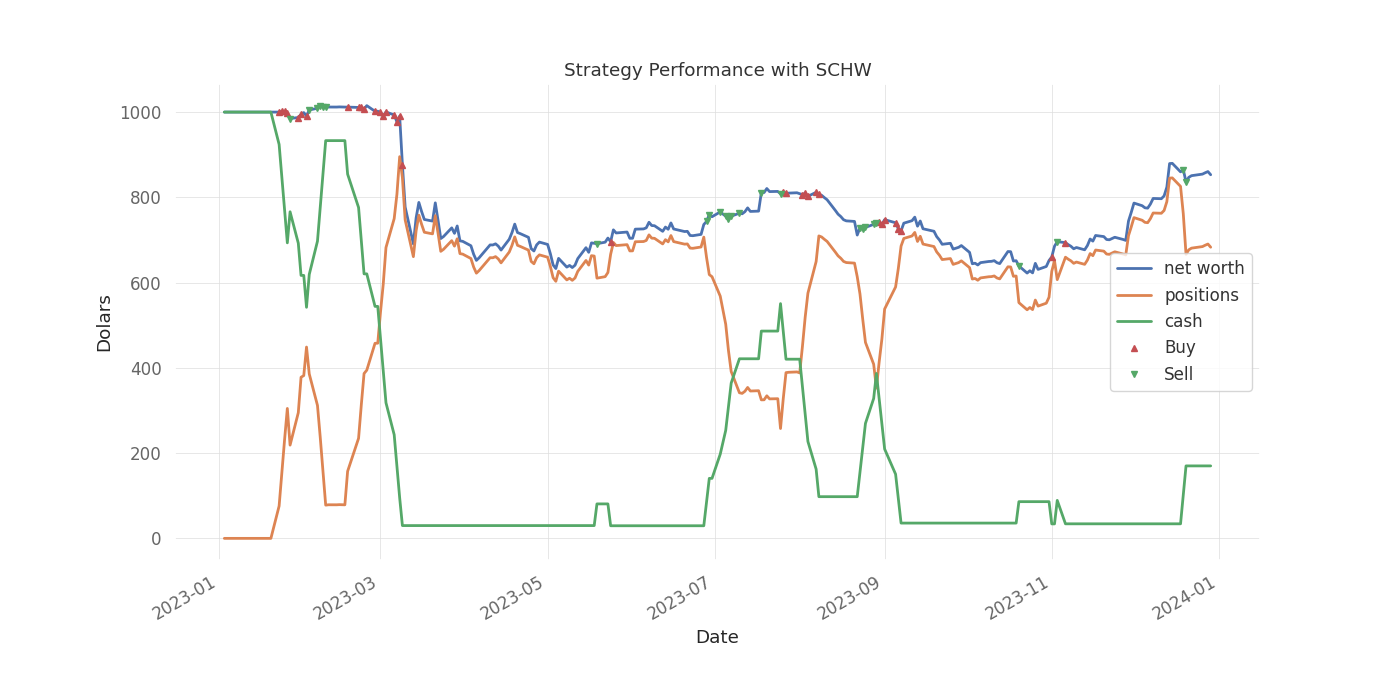 Strategy Performance with SCHW
1000
800
600
400
200
0
Dolars
net worth
positions
cash
Buy
Sell
2023-01
2023-03
2023-05
2023-07
2023-09
2023-11
2024-01
Date